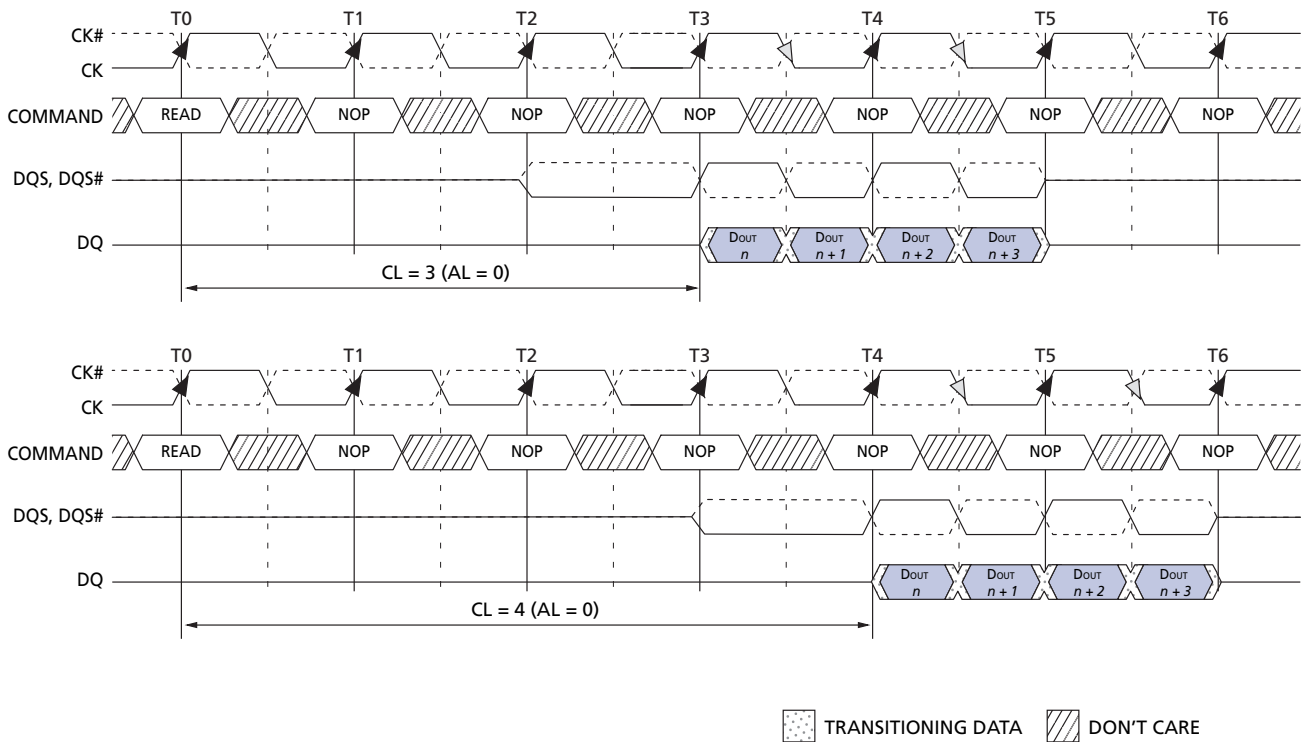 T0 T1 T2 T3 T4 T5 T6
CK#
CK
COMMAND READ NOP NOP NOP NOP NOP NOP
DQS, DQS#
DQ DOUT n DOUT n + 1 DOUT n + 2 DOUT n + 3
CL = 3 (AL = 0)
T0 T1 T2 T3 T4 T5 T6
CK#
CK
COMMAND READ NOP NOP NOP NOP NOP NOP
DQS, DQS#
DQ DOUT n DOUT n + 1 DOUT n + 2 DOUT n + 3
CL = 4 (AL = 0)
TRANSITIONING DATA DON'T CARE